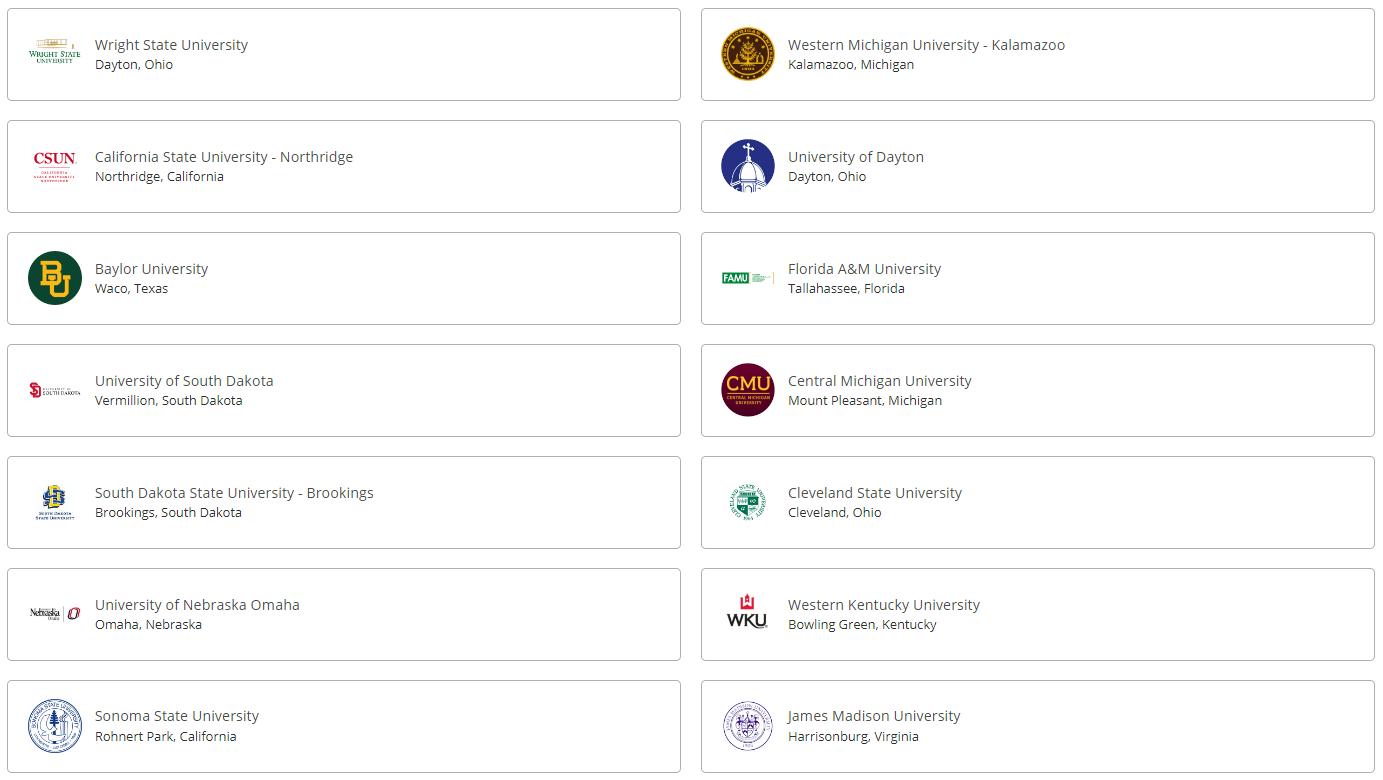 WRIGHT STATE
UNIVERSITY
Wright State University
Dayton, Ohio
Western Michigan University - Kalamazoo
Kalamazoo, Michigan
CSUN
CALIFORNIA
STATE UNIVERSITY
NORTHRIDGE
California State University - Northridge
Northridge, California
University of Dayton
Dayton, Ohio
BU
Baylor University
Waco, Texas
FAMU
Florida A&M University
Tallahassee, Florida
SD
UNIVERSITY OF
SOUTH DAKOTA
University of South Dakota
Vermillion, South Dakota
CMU
CENTRAL MICHIGAN
UNIVERSITY
Central Michigan University
Mount Pleasant, Michigan
SOUTH DAKOTA
STATE UNIVERSITY
South Dakota State University - Brookings
Brookings, South Dakota
CLEVELAND STATE UNIVERSITY
1964
Cleveland State University
Cleveland, Ohio
Nebraska
Omaha
O
University of Nebraska Omaha
Omaha, Nebraska
WKU
Western Kentucky University
Bowling Green, Kentucky
SONOMA STATE UNIVERSITY
Sonoma State University
Rohnert Park, California
James Madison University
Harrisonburg, Virginia